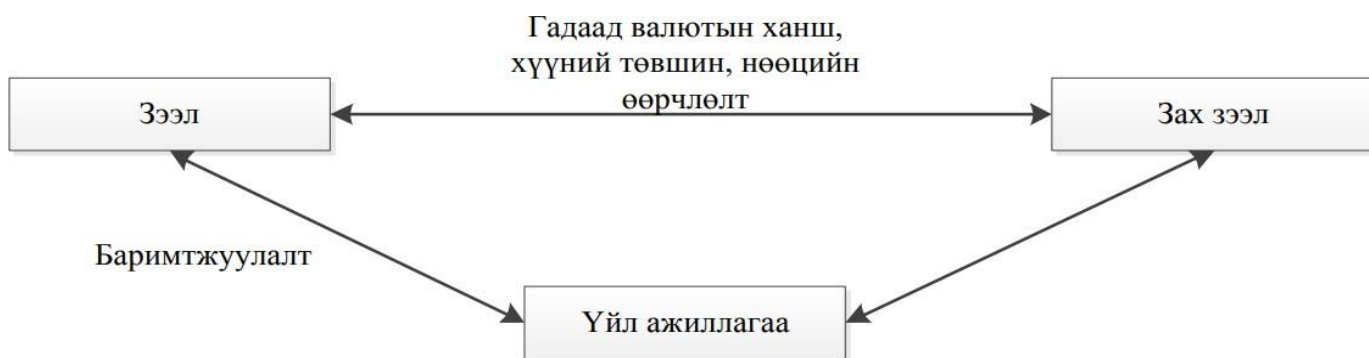 Гадаад валютын ханш,
хүүний төвшин, нөөцийн
өөрчлөлт
Зээл
Зах зээл
Баримтжуулалт
Үйл ажиллагаа